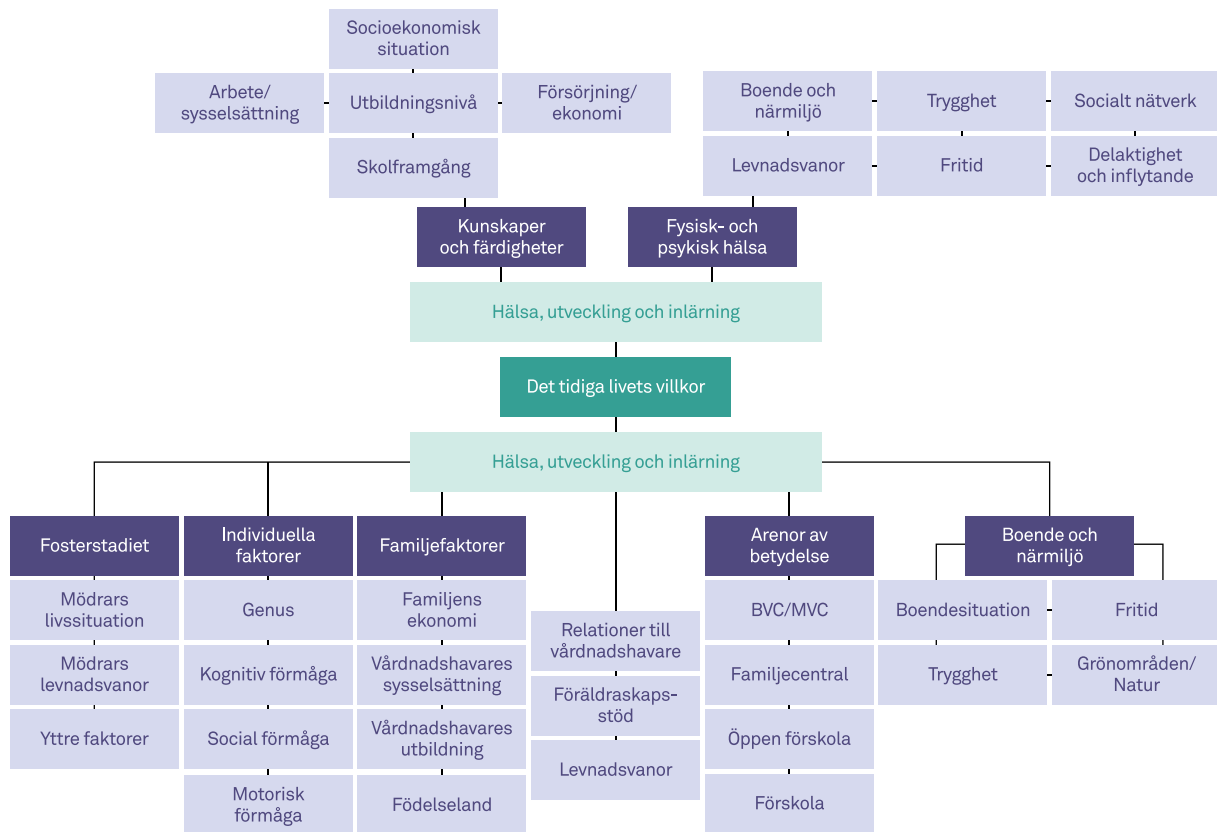 Socioekonomisk
situation
Arbete/
sysselsättning
Utbildningsnivå
Försörjning/
ekonomi
Skolframgång
Boende och
närmiljö
Trygghet
Socialt nätverk
Levnadsvanor
Fritid
Delaktighet
och inflytande
Kunskaper
och färdigheter
Fysisk- och
psykisk hälsa
Hälsa, utveckling och inlärning
Det tidiga livets villkor
Hälsa, utveckling och inlärning
Fosterstadiet
Mödrars
livssituation
Mödrars
levnadsvanor
Yttre faktorer
Individuella
faktorer
Genus
Kognitiv förmåga
Social förmåga
Motorisk
förmåga
Familjefaktorer
Familjens
ekonomi
Vårdnadshavares
sysselsättning
Vårdnadshavares
utbildning
Födelseland
Relationer till
vårdnadshavare
Föräldraskaps-
stöd
Levnadsvanor
Arenor av
betydelse
BVC/MVC
Familjecentral
Öppen förskola
Förskola
Boende och
närmiljö
Boendesituation
Fritid
Trygghet
Grönområden/
Natur